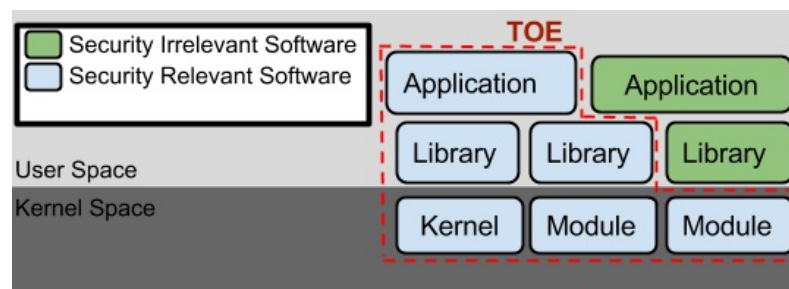 Security Irrelevant Software
Security Relevant Software
TOE
Application
Application
Library
Library
Library
User Space
Kernel Space
Kernel
Module
Module